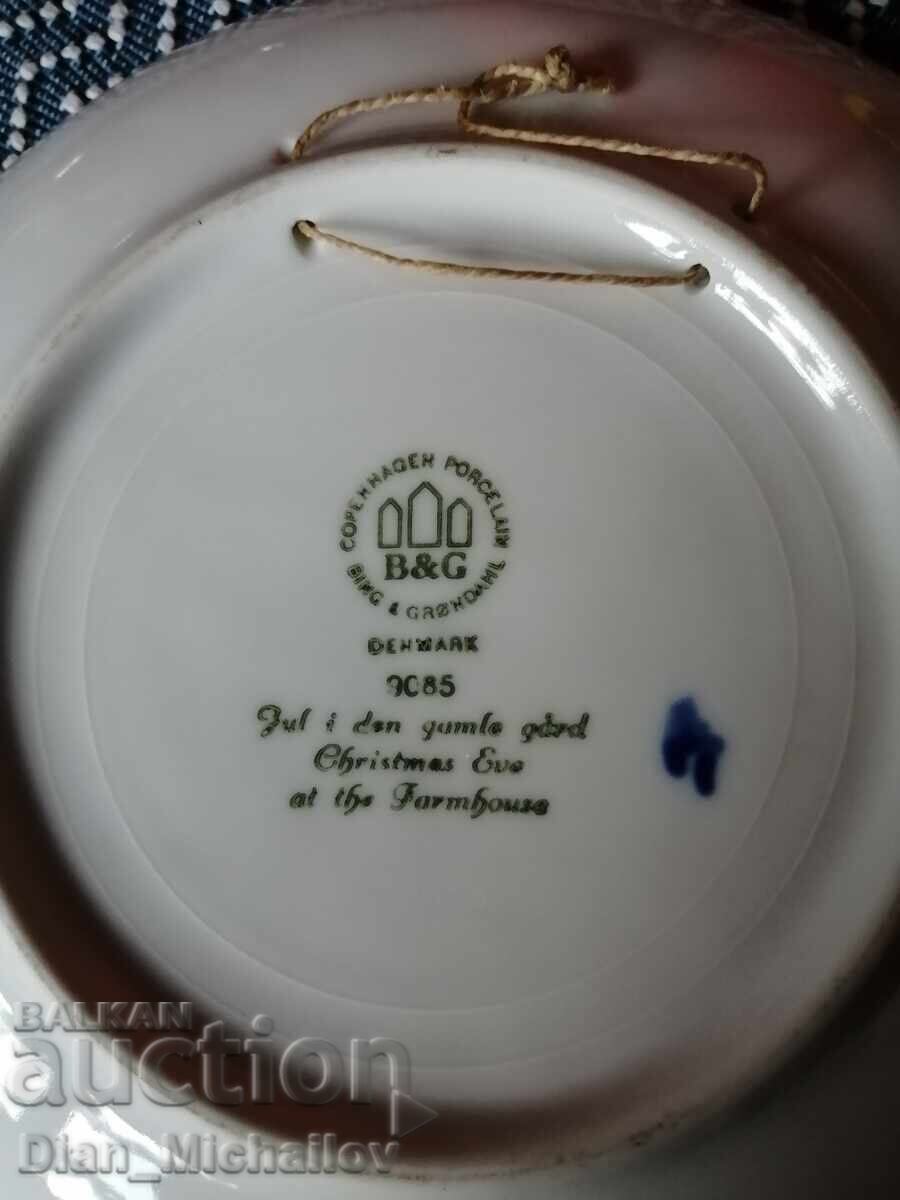 COPENHAGEN PORCELAIN
B&G
BING & GRØNDAHL
DENMARK
9085
Jul i den gamle gård
Christmas Eve
at the Farmhouse
BALKAN
auction
Dian_Michailov